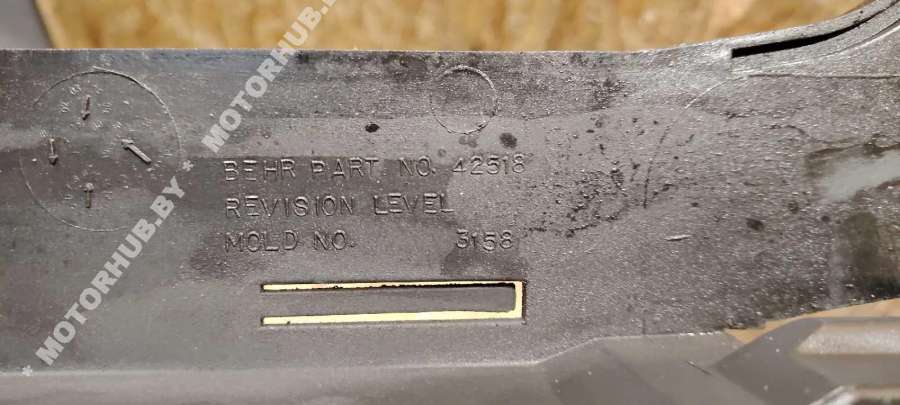 * MOTORHUB.BY * MOTORHUB.BY
BEHR PART NO. 42518
REVISION LEVEL
MOLD NO. 3158